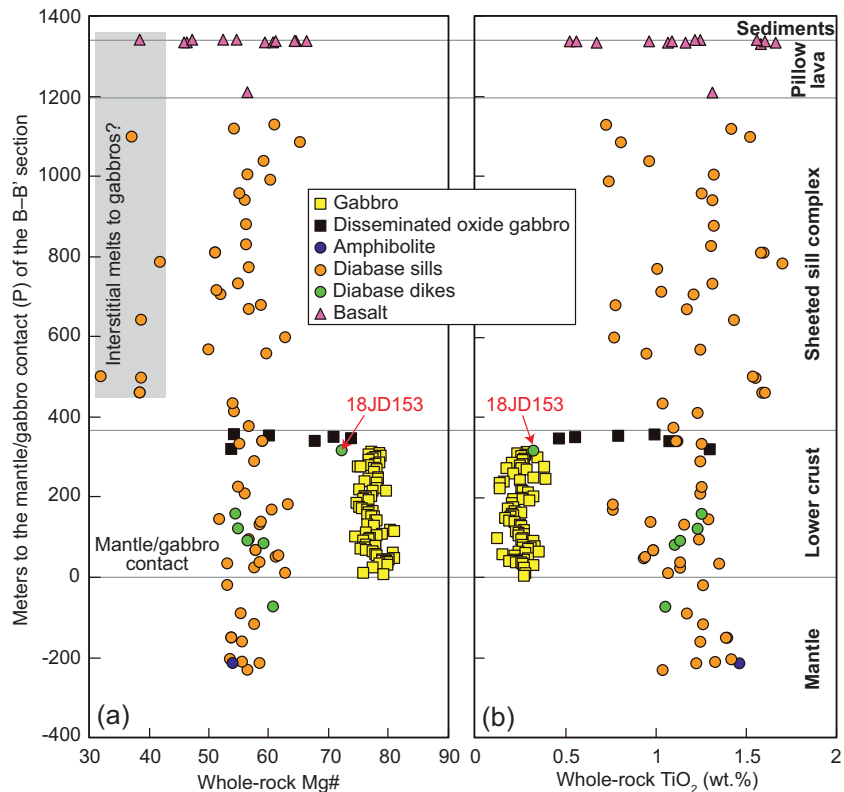 Meters to the mantle/gabbro contact (P) of the B–B' section
1400
1200
1000
800
600
400
200
0
-200
-400
Interstitial melts to gabbros?
Gabbro
Disseminated oxide gabbro
Amphibolite
Diabase sills
Diabase dikes
Basalt
18JD153
18JD153
Mantle/gabbro
contact
(a)
(b)
Sediments
Pillow
lava
Sheeted sill complex
Lower crust
Mantle
30 40 50 60 70 80 90
0 0.5 1 1.5 2
Whole-rock Mg#
Whole-rock TiO2 (wt.%)